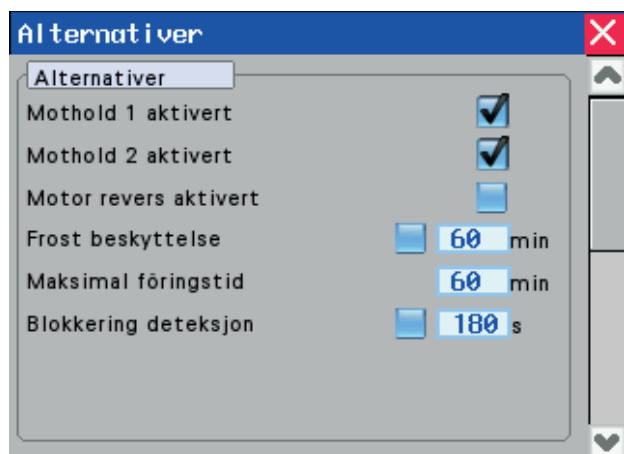 Alternativer
Alternativer
Mothold 1 aktivert
Mothold 2 aktivert
Motor revers aktivert
Frost beskyttelse 60 min
Maksimal fôringstid 60 min
Blokkering deteksjon 180 s